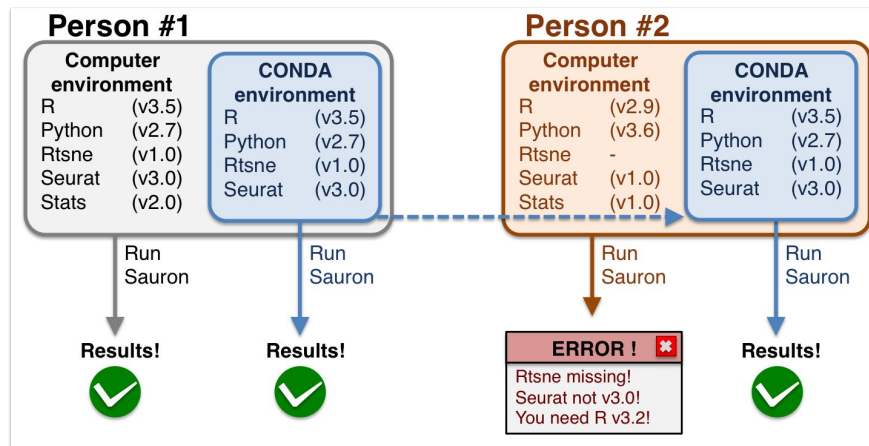 Person #1
Computer
environment
R (v3.5)
Python (v2.7)
Rtsne (v1.0)
Seurat (v3.0)
Stats (v2.0)
CONDA
environment
R (v3.5)
Python (v2.7)
Rtsne (v1.0)
Seurat (v3.0)
Run
Sauron
Results!
Run
Sauron
Results!
Person #2
Computer
environment
R (v2.9)
Python (v3.6)
Rtsne -
Seurat (v1.0)
Stats (v1.0)
CONDA
environment
R (v3.5)
Python (v2.7)
Rtsne (v1.0)
Seurat (v3.0)
Run
Sauron
ERROR !
Rtsne missing!
Seurat not v3.0!
You need R v3.2!
Run
Sauron
Results!